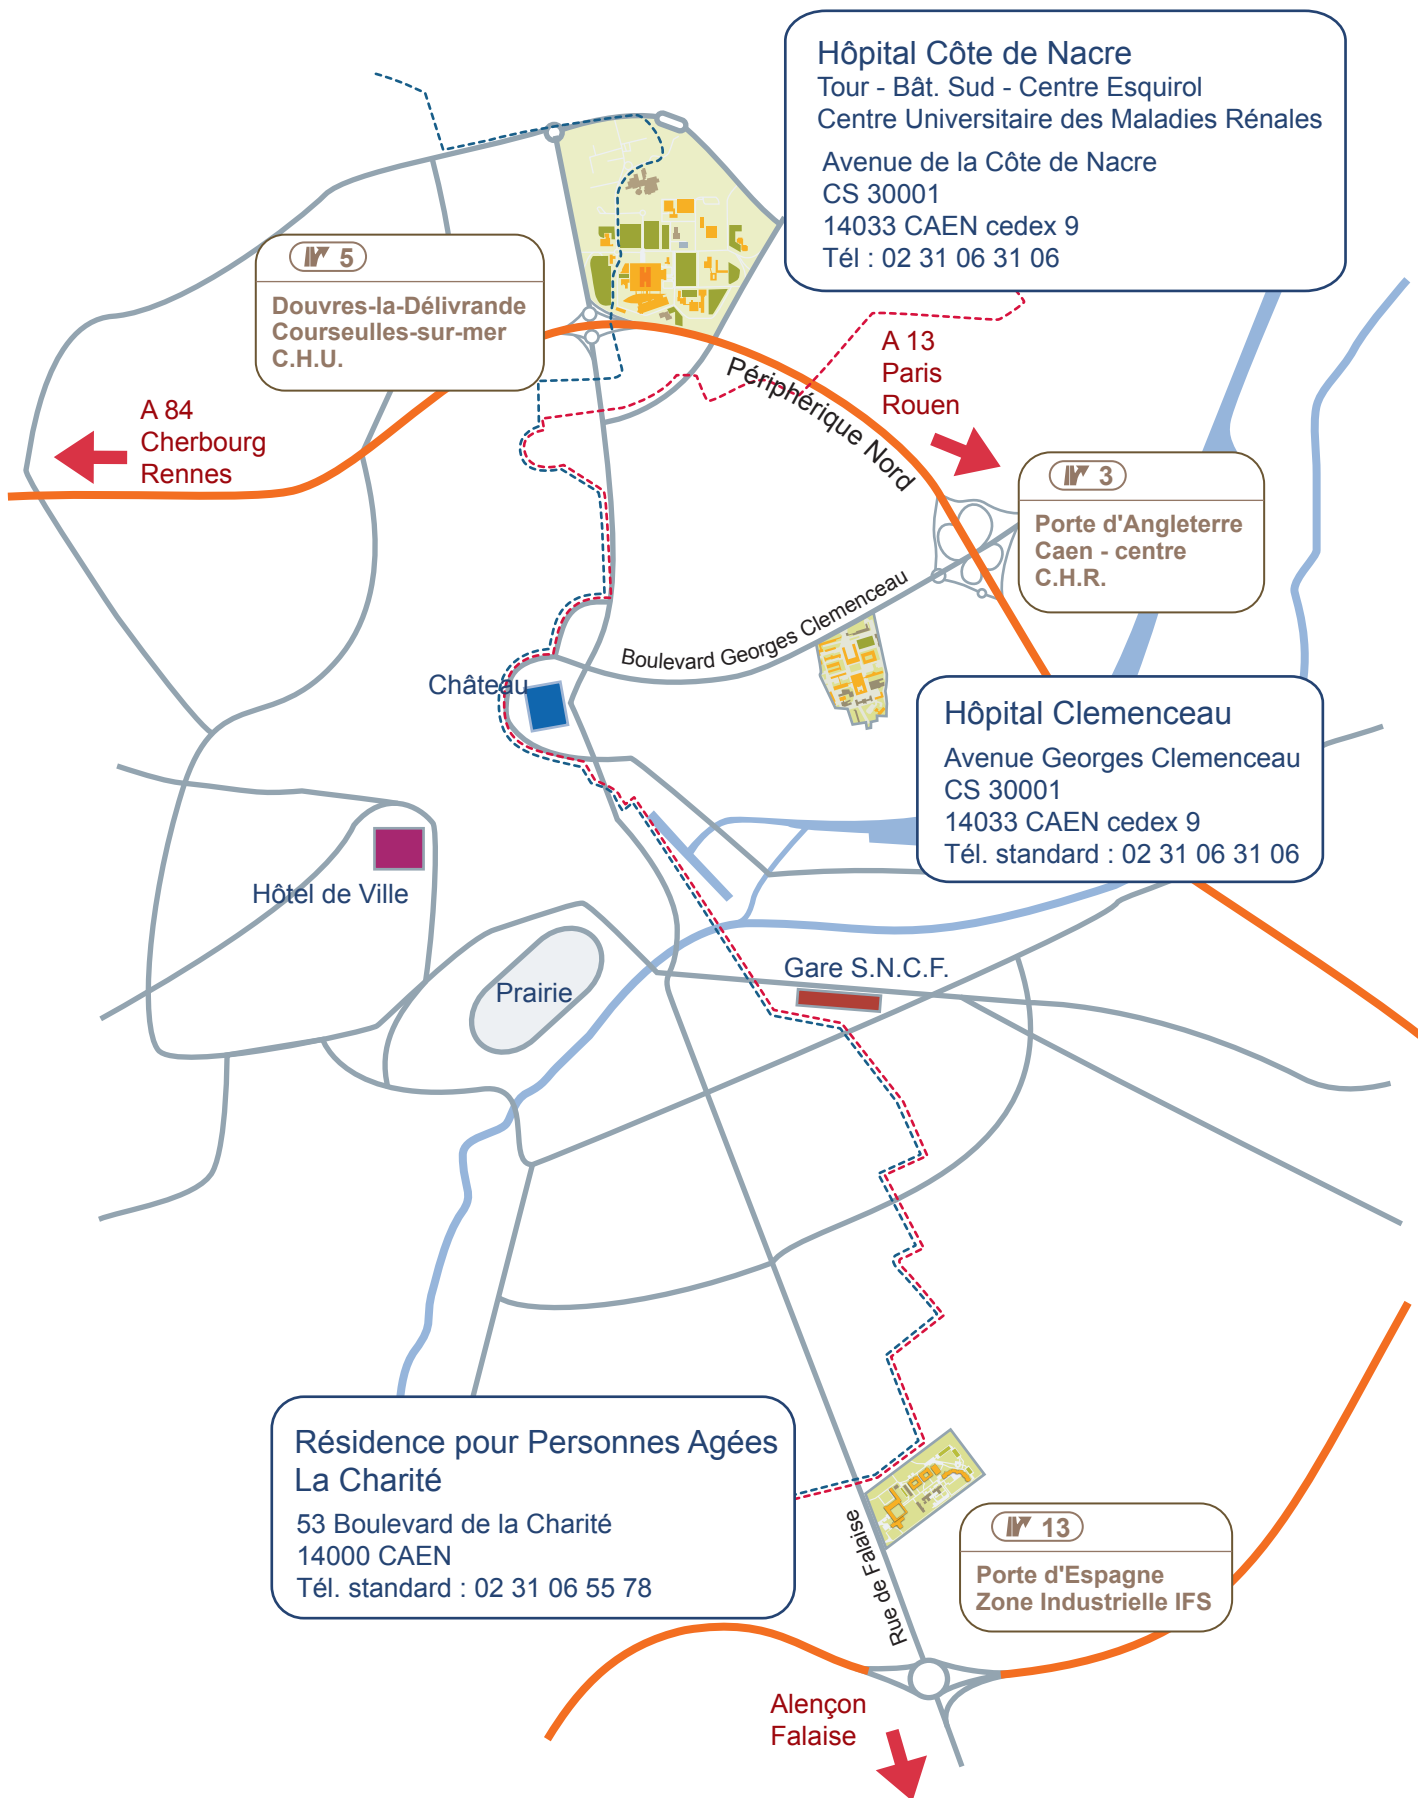 Hôpital Côte de Nacre
Tour - Bât. Sud - Centre Esquirol
Centre Universitaire des Maladies Rénales
Avenue de la Côte de Nacre
CS 30001
14033 CAEN cedex 9
Tél : 02 31 06 31 06
5
Douvres-la-Délivrande
Courseulles-sur-mer
C.H.U.
A 84
Cherbourg
Rennes
A 13
Paris
Rouen
Périphérique Nord
3
Porte d'Angleterre
Caen - centre
C.H.R.
Boulevard Georges Clemenceau
Château
Hôpital Clemenceau
Avenue Georges Clemenceau
CS 30001
14033 CAEN cedex 9
Tél. standard : 02 31 06 31 06
Hôtel de Ville
Prairie
Gare S.N.C.F.
Résidence pour Personnes Agées
La Charité
53 Boulevard de la Charité
14000 CAEN
Tél. standard : 02 31 06 55 78
Rue de Falaise
13
Porte d'Espagne
Zone Industrielle IFS
Alençon
Falaise